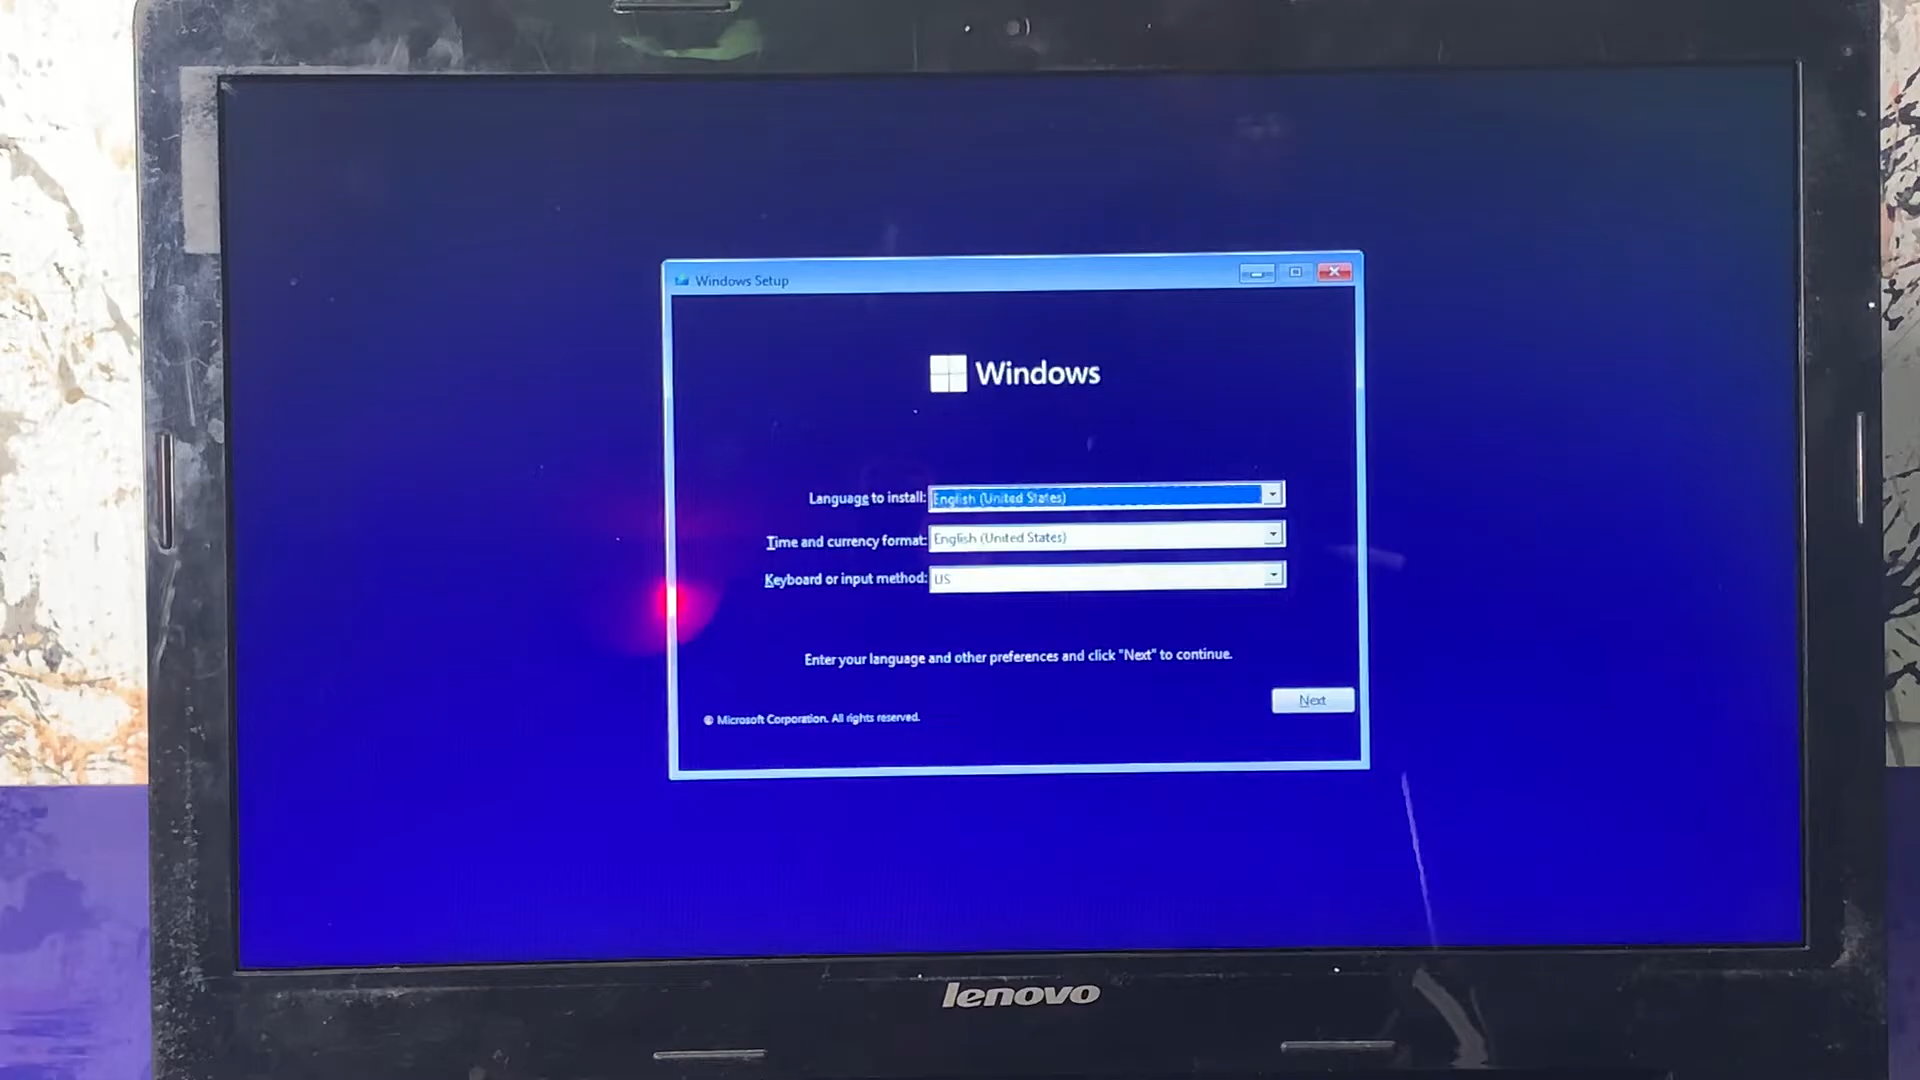 Windows Setup
Windows
Language to install: English (United States)
Time and currency format: English (United States)
Keyboard or input method: US
Enter your language and other preferences and click "Next" to continue.
Next
© Microsoft Corporation. All rights reserved.
lenovo